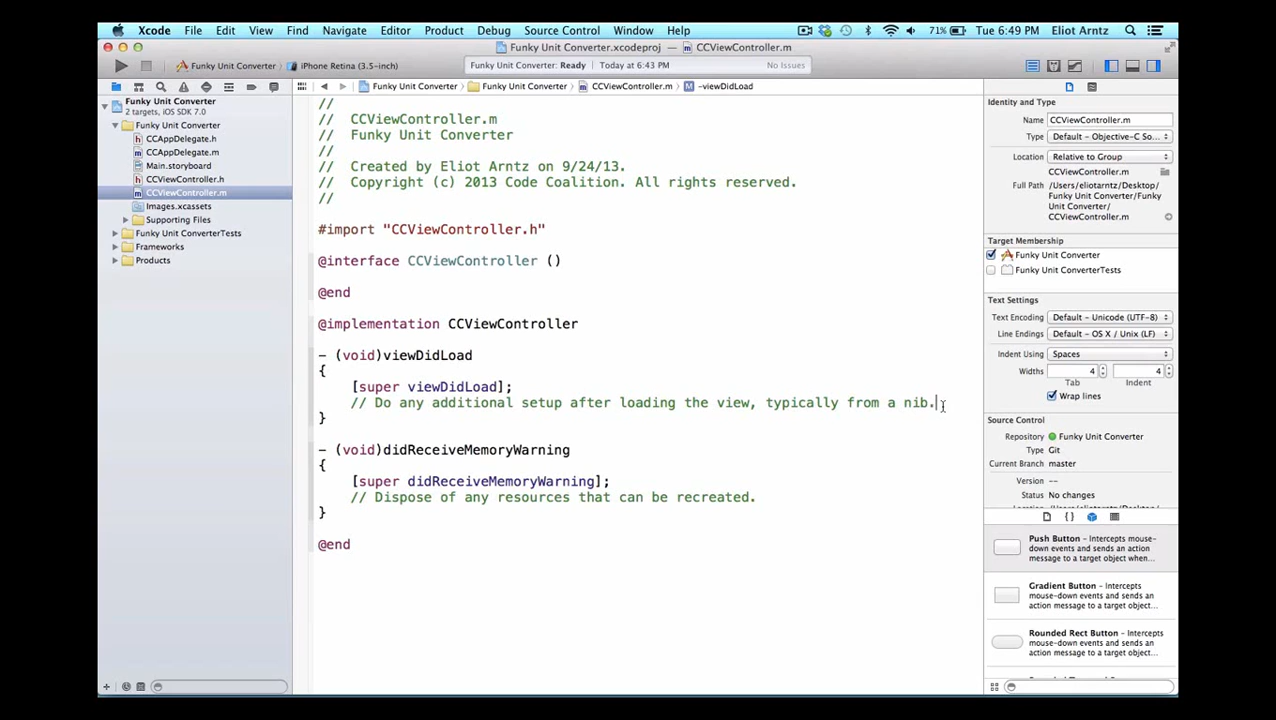 Xcode File Edit View Find Navigate Editor Product Debug Source Control Window Help 71% Tue 6:49 PM Eliot Arntz
Funky Unit Converter.xcodeproj — CCViewController.m
Funky Unit Converter iPhone Retina (3.5-inch) Funky Unit Converter: Ready Today at 6:43 PM No Issues
Funky Unit Converter Funky Unit Converter CCViewController.m M -viewDidLoad
Funky Unit Converter
2 targets, iOS SDK 7.0
Funky Unit Converter
CCAppDelegate.h
CCAppDelegate.m
Main.storyboard
CCViewController.h
CCViewController.m
Images.xcassets
Supporting Files
Funky Unit ConverterTests
Frameworks
Products
//
// CCViewController.m
// Funky Unit Converter
//
// Created by Eliot Arntz on 9/24/13.
// Copyright (c) 2013 Code Coalition. All rights reserved.
//
#import "CCViewController.h"
@interface CCViewController ()
@end
@implementation CCViewController
- (void)viewDidLoad
{
[super viewDidLoad];
// Do any additional setup after loading the view, typically from a nib.
}
- (void)didReceiveMemoryWarning
{
[super didReceiveMemoryWarning];
// Dispose of any resources that can be recreated.
}
@end
Identity and Type
Name CCViewController.m
Type Default - Objective-C So...
Location Relative to Group
CCViewController.m
Full Path /Users/eliotarntz/Desktop/
Funky Unit Converter/Funky
Unit Converter/
CCViewController.m
Target Membership
Funky Unit Converter
Funky Unit ConverterTests
Text Settings
Text Encoding Default - Unicode (UTF-8)
Line Endings Default - OS X / Unix (LF)
Indent Using Spaces
Widths 4 4
Tab Indent
Wrap lines
Source Control
Repository Funky Unit Converter
Type Git
Current Branch master
Version --
Status No changes
Push Button - Intercepts mouse-
down events and sends an
action message to a target object
when...
Gradient Button - Intercepts
mouse-down events and sends an
action message to a target object...
Rounded Rect Button - Intercepts
mouse-down events and sends an
action message to a target object...